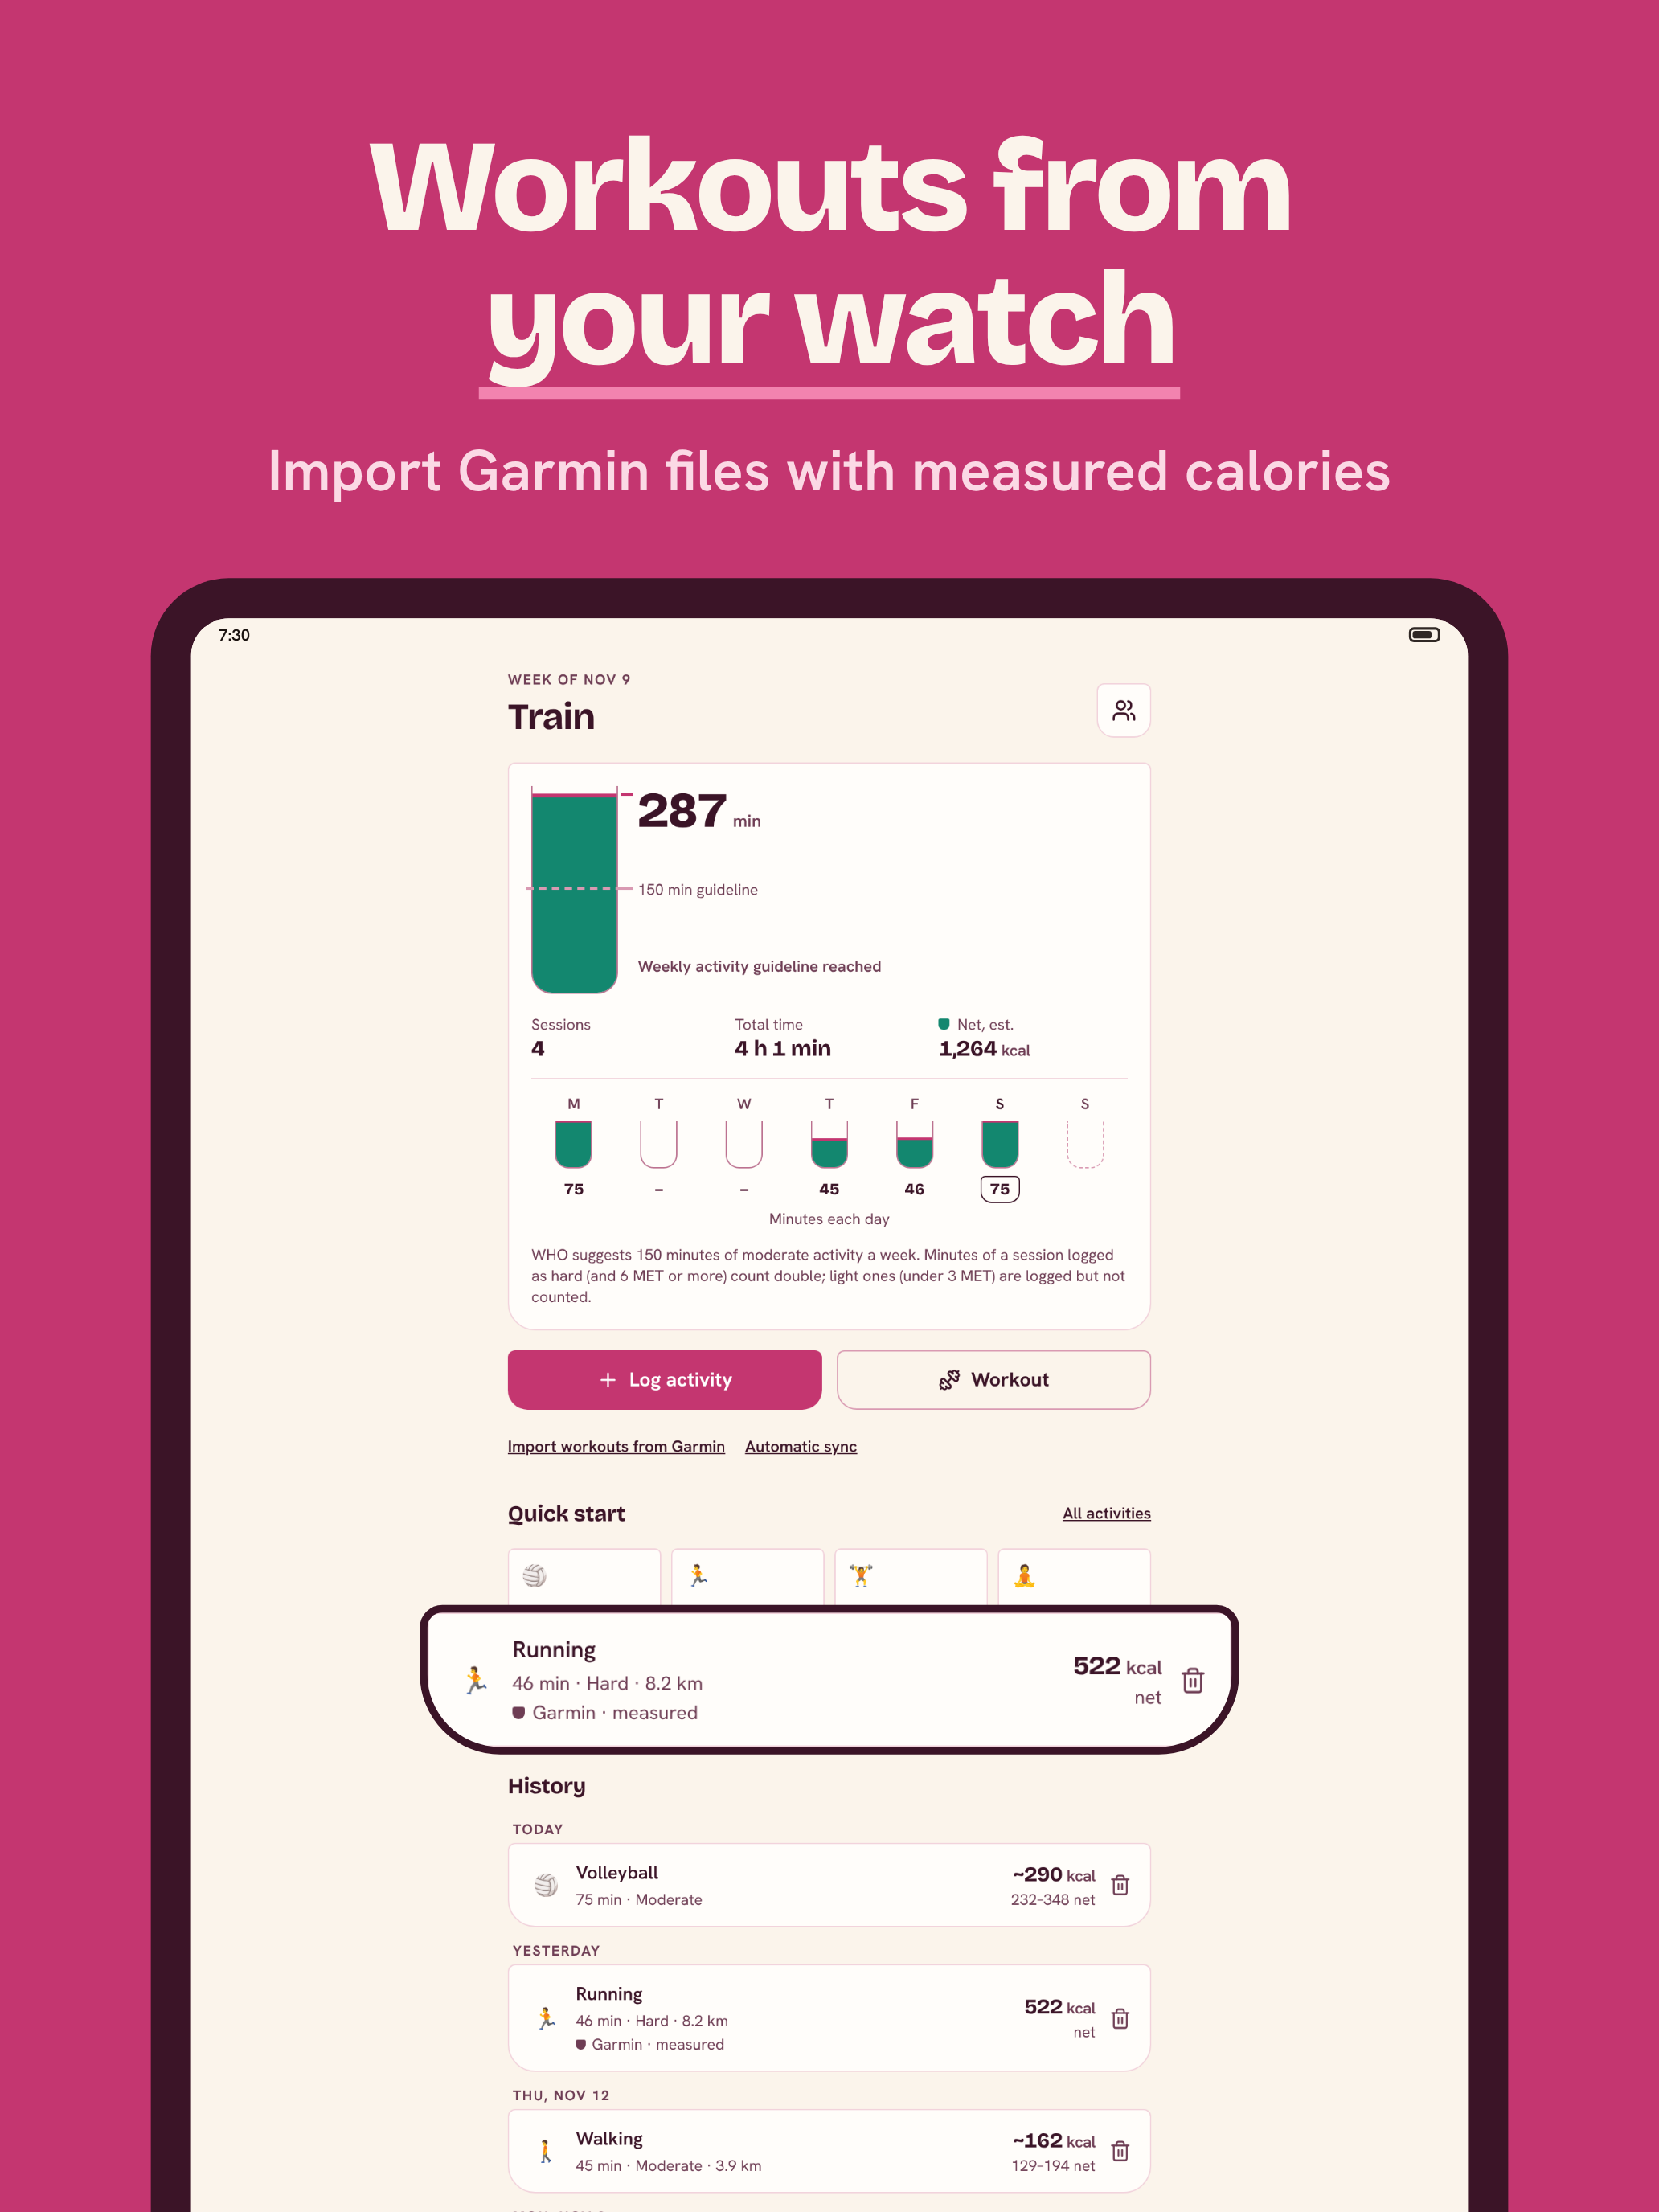 Workouts from
your watch
Import Garmin files with measured calories
7:30
WEEK OF NOV 9
Train
287 min
150 min guideline
Weekly activity guideline reached
Sessions
4
Total time
4 h 1 min
Net, est.
1,264 kcal
M T W T F S S
75 – – 45 46 75
Minutes each day
WHO suggests 150 minutes of moderate activity a week. Minutes of a session logged
as hard (and 6 MET or more) count double; light ones (under 3 MET) are logged but not
counted.
+ Log activity
Workout
Import workouts from Garmin
Automatic sync
Quick start
All activities
Running
46 min · Hard · 8.2 km
Garmin · measured
522 kcal
net
History
TODAY
Volleyball
75 min · Moderate
~290 kcal
232–348 net
YESTERDAY
Running
46 min · Hard · 8.2 km
Garmin · measured
522 kcal
net
THU, NOV 12
Walking
45 min · Moderate · 3.9 km
~162 kcal
129–194 net